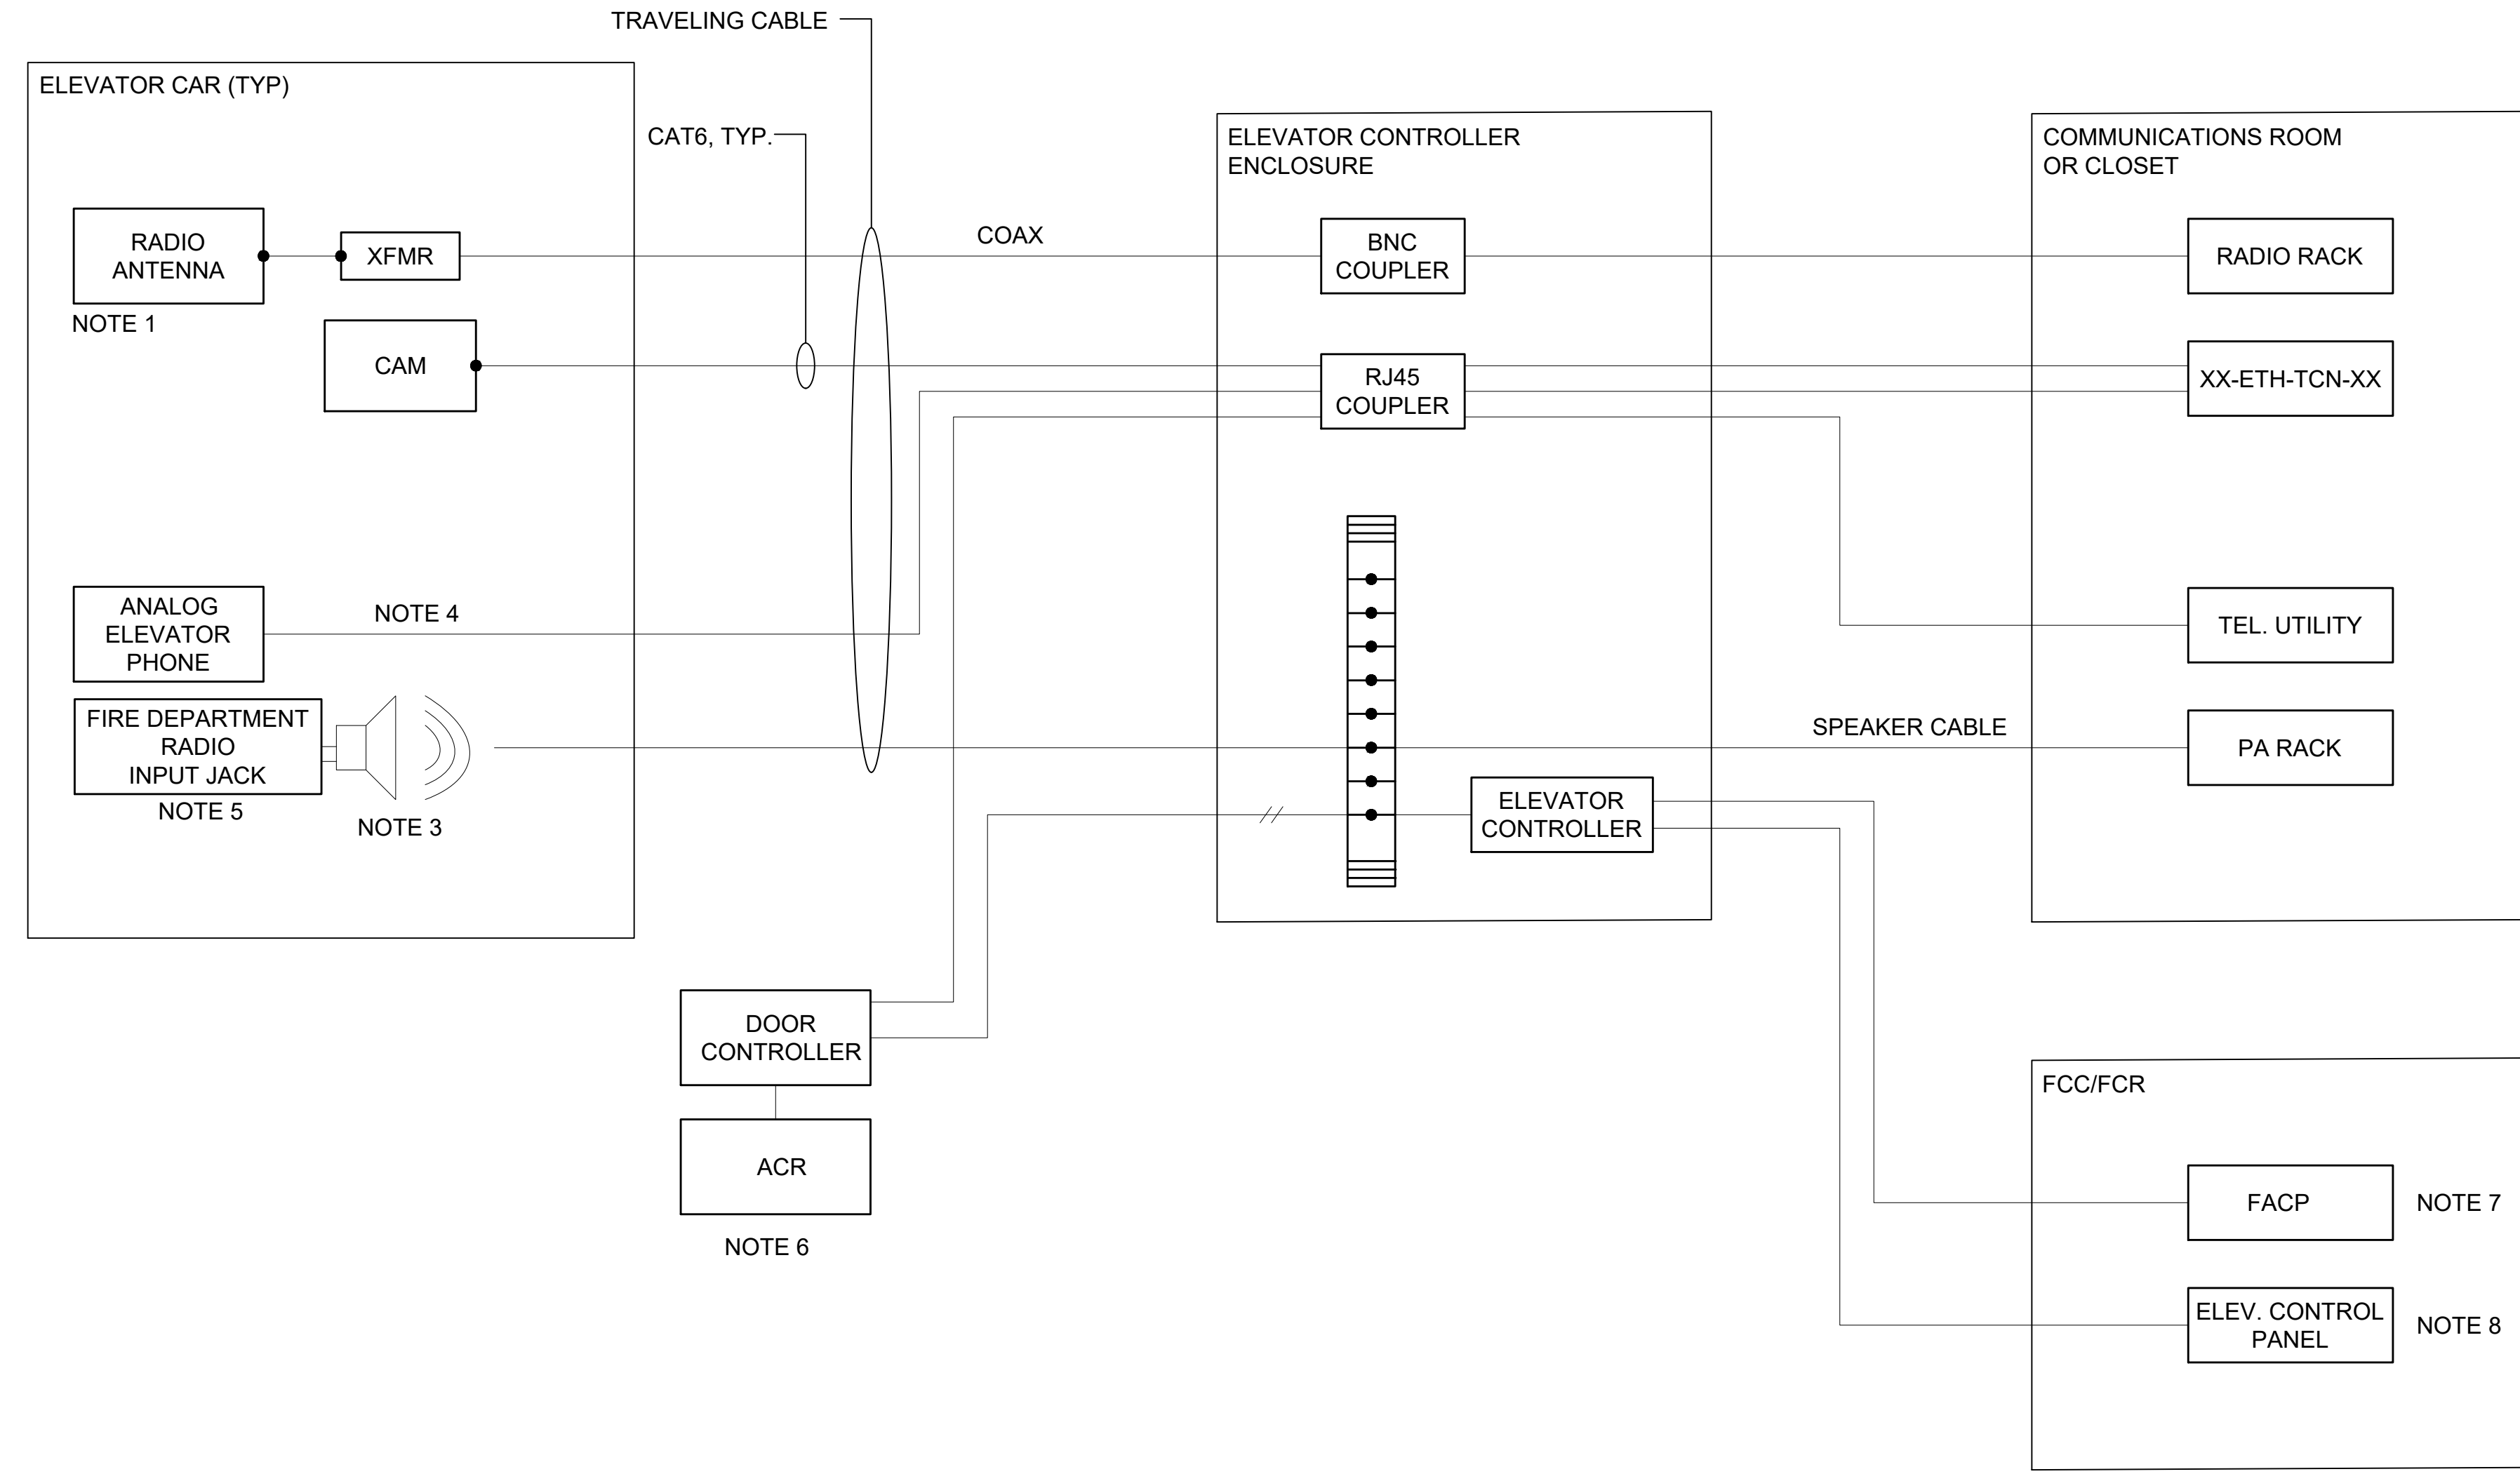 TRAVELING CABLE
ELEVATOR CAR (TYP)
CAT6, TYP.
ELEVATOR CONTROLLER
ENCLOSURE
COMMUNICATIONS ROOM
OR CLOSET
RADIO
ANTENNA
NOTE 1
XFMR
COAX
BNC
COUPLER
RADIO RACK
CAM
RJ45
COUPLER
XX-ETH-TCN-XX
ANALOG
ELEVATOR
PHONE
NOTE 4
TEL. UTILITY
FIRE DEPARTMENT
RADIO
INPUT JACK
NOTE 5
NOTE 3
SPEAKER CABLE
PA RACK
ELEVATOR
CONTROLLER
DOOR
CONTROLLER
ACR
NOTE 6
FCC/FCR
FACP
NOTE 7
ELEV. CONTROL
PANEL
NOTE 8